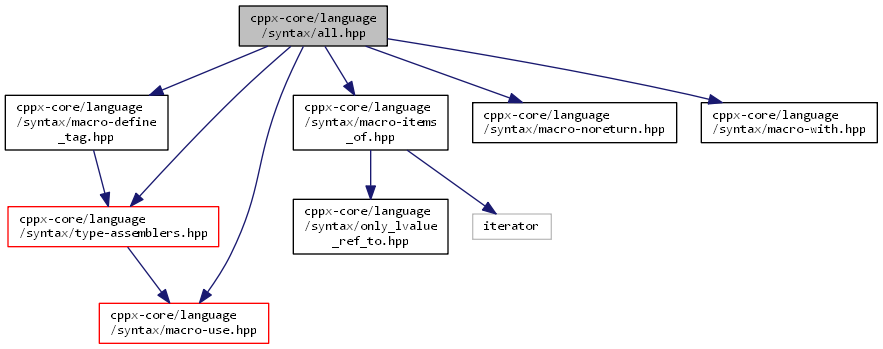 cppx-core/language
/syntax/all.hpp
cppx-core/language
/syntax/macro-define
_tag.hpp
cppx-core/language
/syntax/macro-items
_of.hpp
cppx-core/language
/syntax/macro-noreturn.hpp
cppx-core/language
/syntax/macro-with.hpp
cppx-core/language
/syntax/type-assemblers.hpp
cppx-core/language
/syntax/only_lvalue
_ref_to.hpp
iterator
cppx-core/language
/syntax/macro-use.hpp